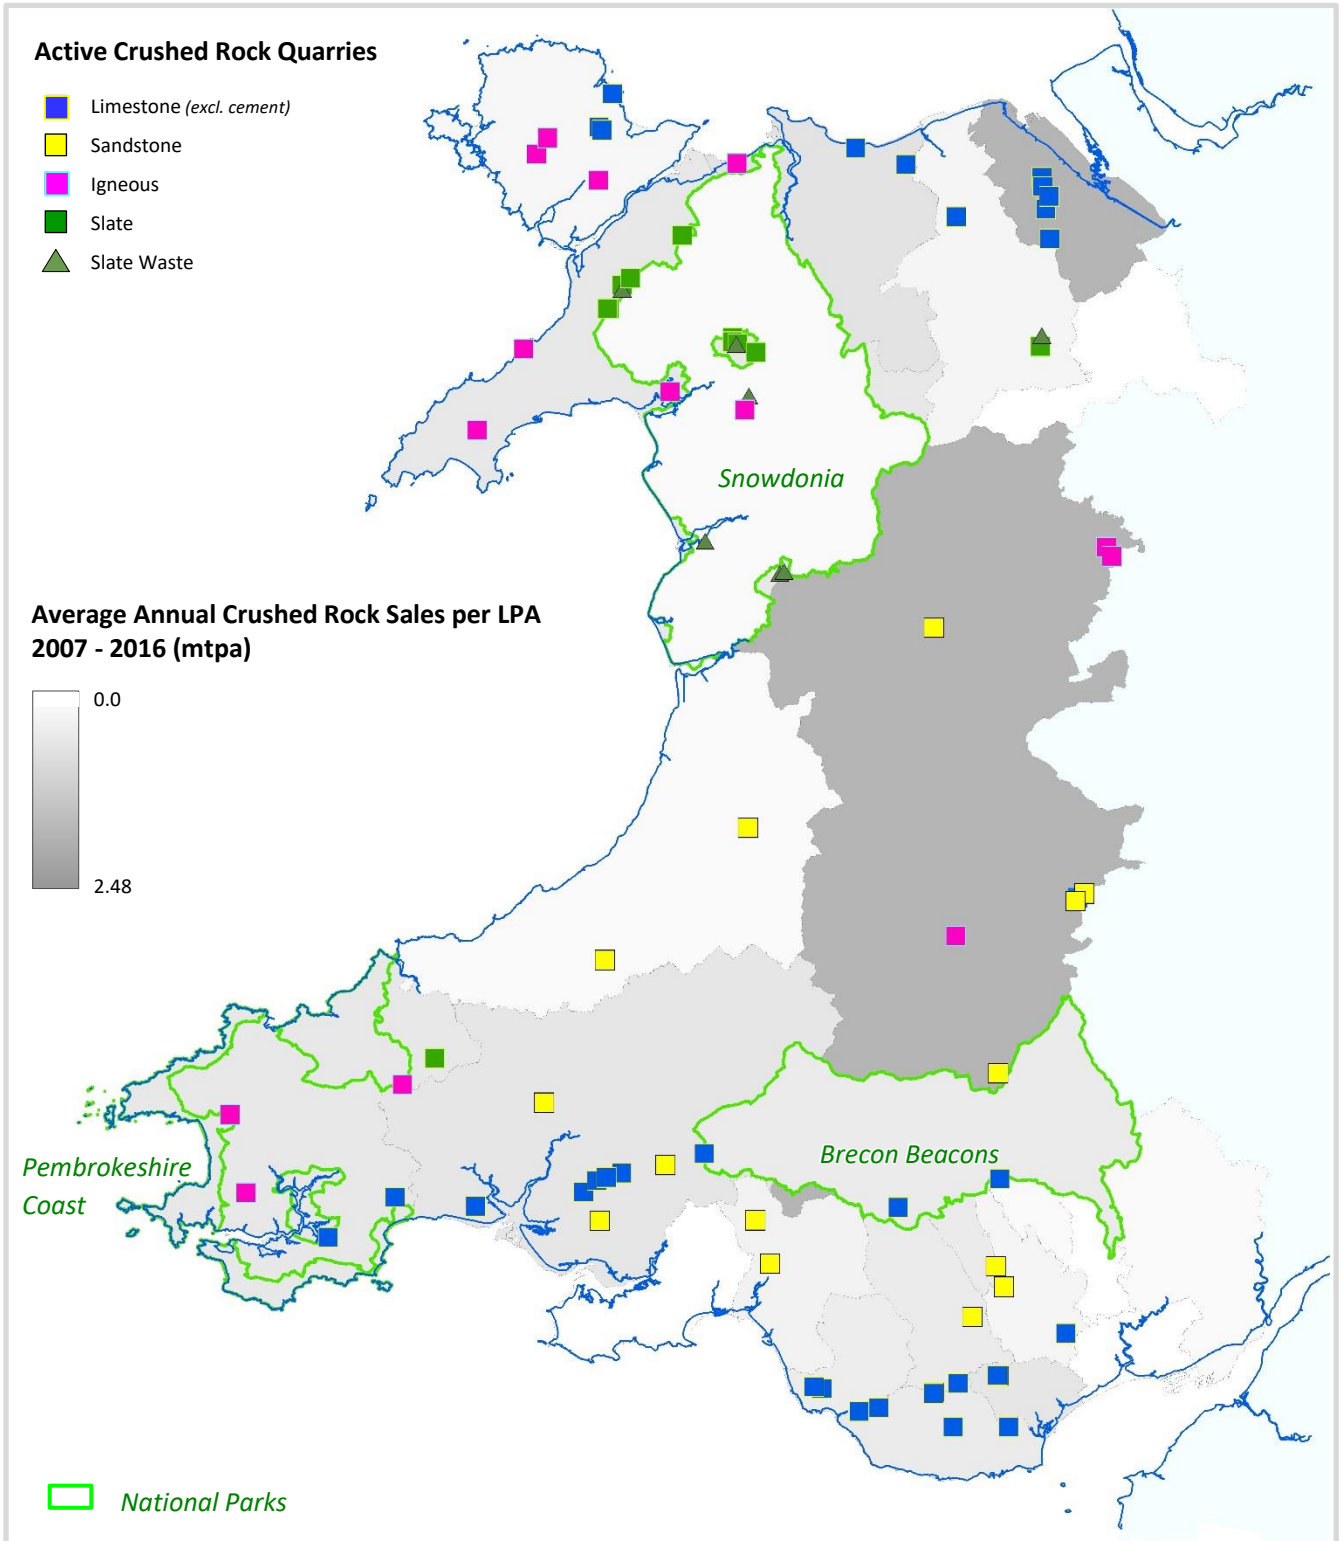 Active Crushed Rock Quarries
Limestone (excl. cement)
Sandstone
Igneous
Slate
Slate Waste
Snowdonia
Average Annual Crushed Rock Sales per LPA
2007 - 2016 (mtpa)
0.0
2.48
Pembrokeshire
Coast
Brecon Beacons
National Parks